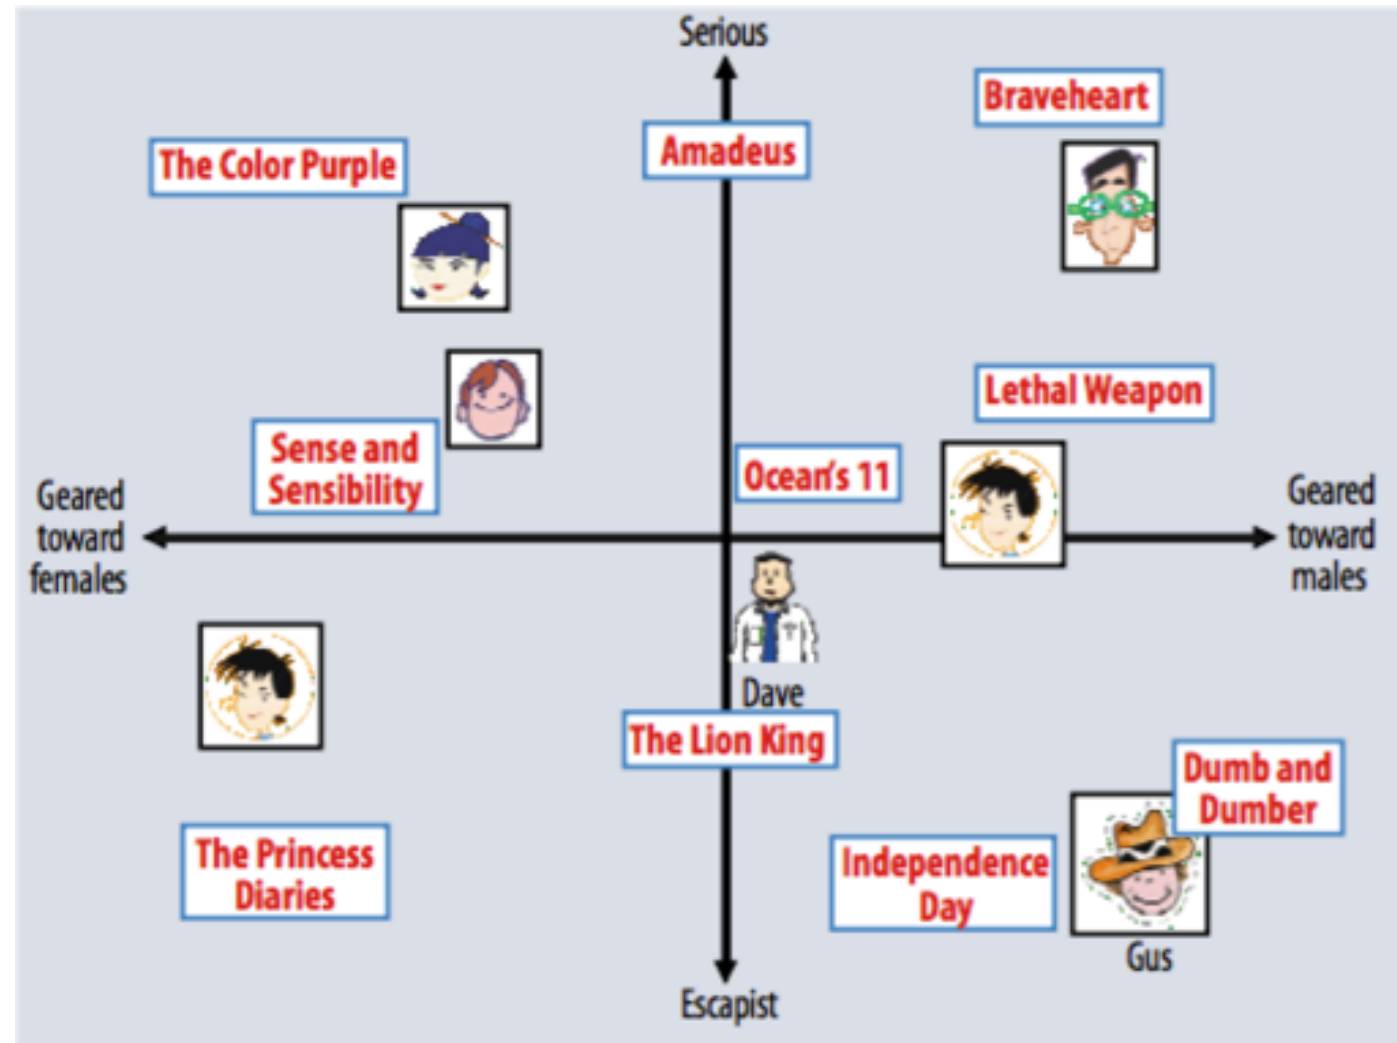 Serious
Braveheart
Amadeus
The Color Purple
Lethal Weapon
Sense and
Sensibility
Ocean's 11
Geared
toward
females
Geared
toward
males
Dave
The Lion King
Dumb and
Dumber
The Princess
Diaries
Independence
Day
Gus
Escapist